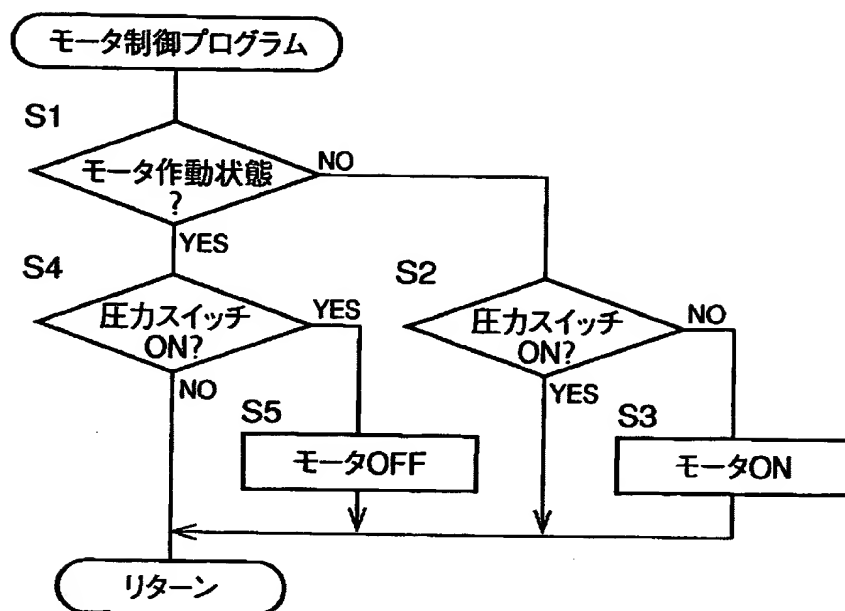 モータ制御プログラム
S1
モータ作動状態
?
NO
YES
S4
圧力スイッチ
ON?
YES
NO
S2
圧力スイッチ
ON?
NO
YES
S5
モータOFF
S3
モータON
リターン